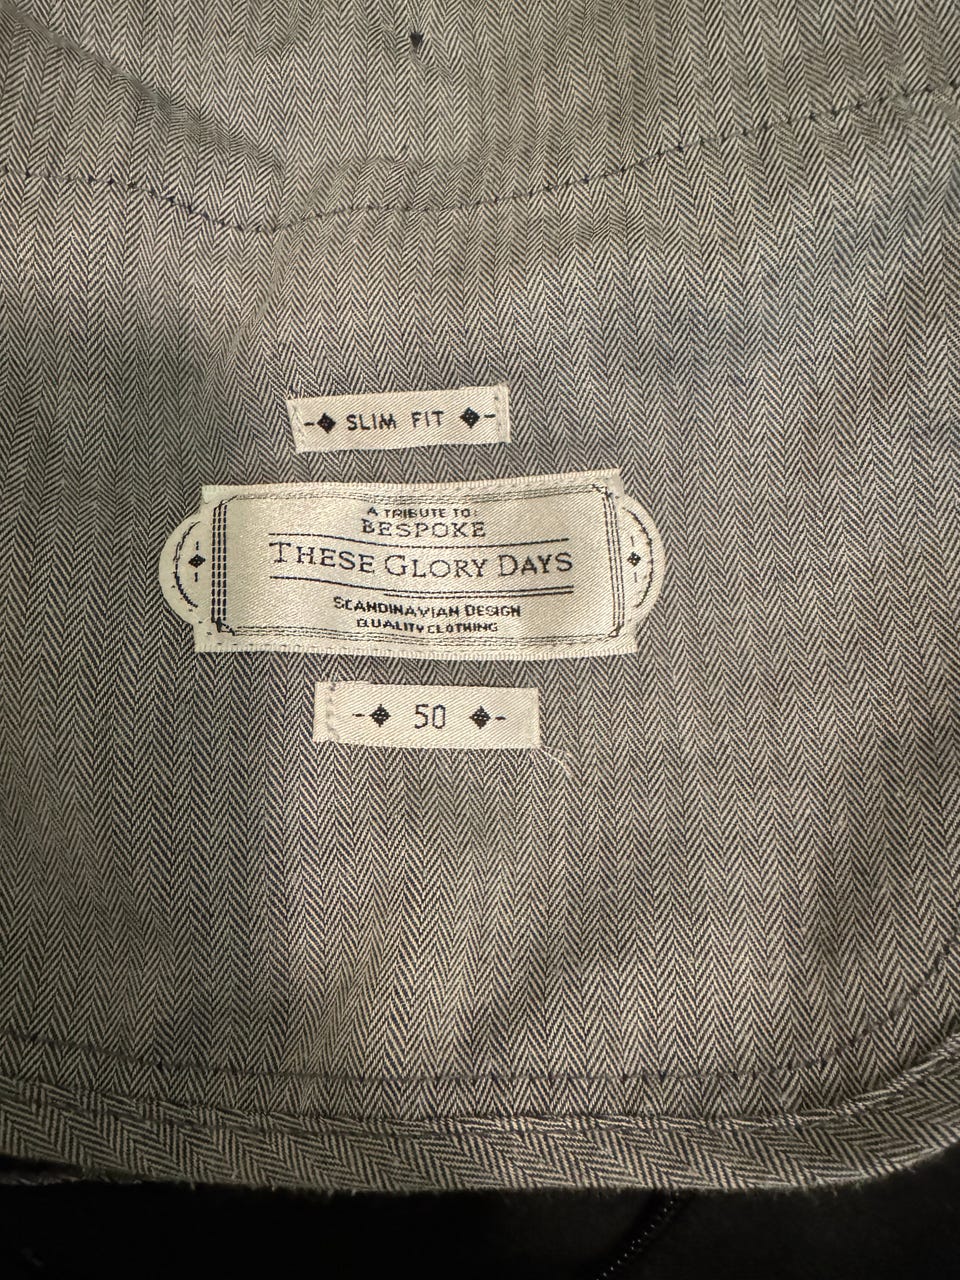 SLIM FIT
A TRIBUTE TO:
BESPOKE
THESE GLORY DAYS
SCANDINAVIAN DESIGN
QUALITY CLOTHING
50